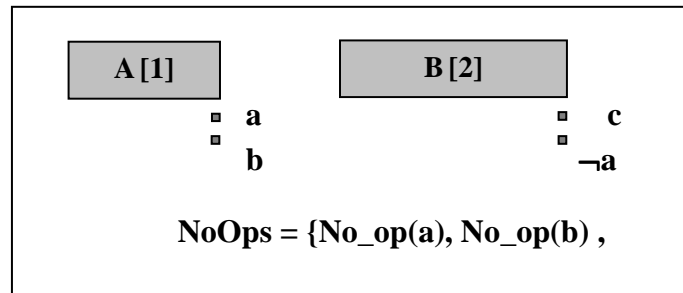 A [1] B [2]
a c
b ¬a
NoOps = {No_op(a), No_op(b) ,